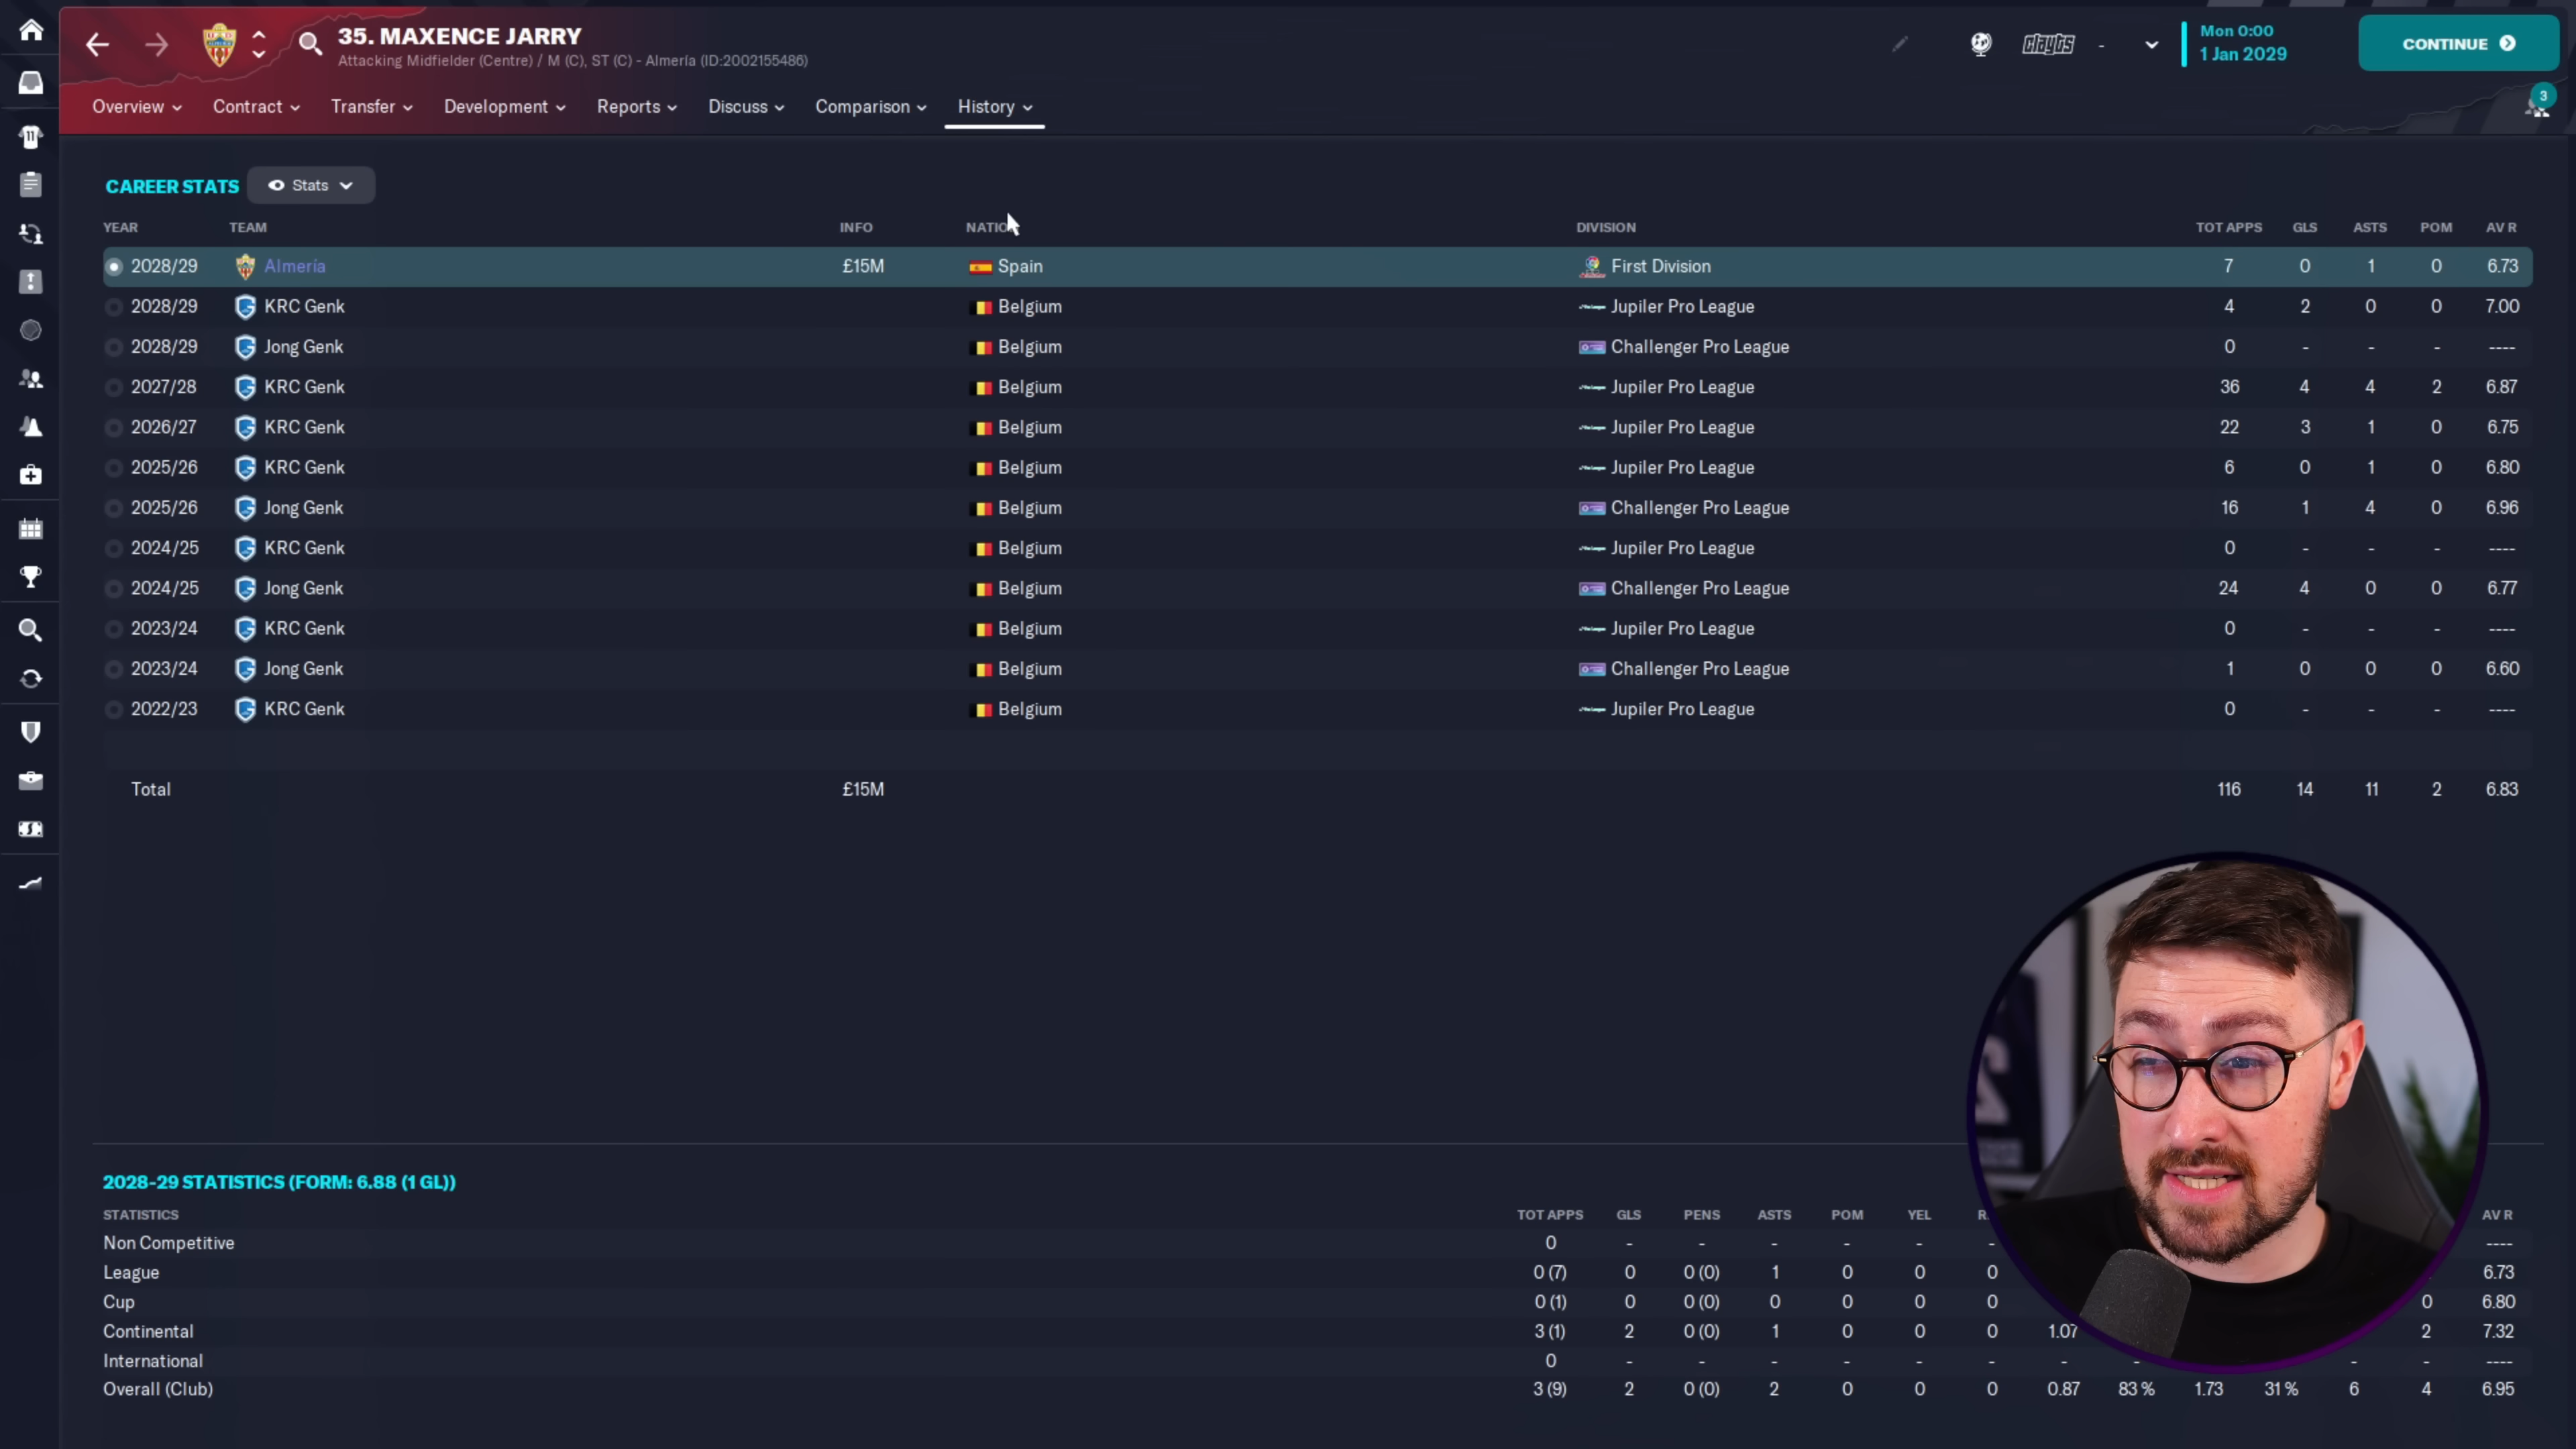 35. MAXENCE JARRY
Attacking Midfielder (Centre) / M (C), ST (C) - Almería (ID:2002155486)
clayts -
Mon 0:00
1 Jan 2029
CONTINUE
Overview Contract Transfer Development Reports Discuss Comparison History
3
CAREER STATS Stats
YEAR TEAM INFO NATIO DIVISION TOT APPS GLS ASTS POM AV R
2028/29 Almería £15M Spain First Division 7 0 1 0 6.73
2028/29 KRC Genk Belgium Jupiler Pro League 4 2 0 0 7.00
2028/29 Jong Genk Belgium Challenger Pro League 0 - - - ----
2027/28 KRC Genk Belgium Jupiler Pro League 36 4 4 2 6.87
2026/27 KRC Genk Belgium Jupiler Pro League 22 3 1 0 6.75
2025/26 KRC Genk Belgium Jupiler Pro League 6 0 1 0 6.80
2025/26 Jong Genk Belgium Challenger Pro League 16 1 4 0 6.96
2024/25 KRC Genk Belgium Jupiler Pro League 0 - - - ----
2024/25 Jong Genk Belgium Challenger Pro League 24 4 0 0 6.77
2023/24 KRC Genk Belgium Jupiler Pro League 0 - - - ----
2023/24 Jong Genk Belgium Challenger Pro League 1 0 0 0 6.60
2022/23 KRC Genk Belgium Jupiler Pro League 0 - - - ----
Total £15M 116 14 11 2 6.83
2028-29 STATISTICS (FORM: 6.88 (1 GL))
STATISTICS TOT APPS GLS PENS ASTS POM YEL R AV R
Non Competitive 0 - - - - - - ----
League 0 (7) 0 0 (0) 1 0 0 0 6.73
Cup 0 (1) 0 0 (0) 0 0 0 0 0 6.80
Continental 3 (1) 2 0 (0) 1 0 0 0 1.07 2 7.32
International 0 - - - - - - - - - - ----
Overall (Club) 3 (9) 2 0 (0) 2 0 0 0 0.87 83 % 1.73 31 % 6 4 6.95